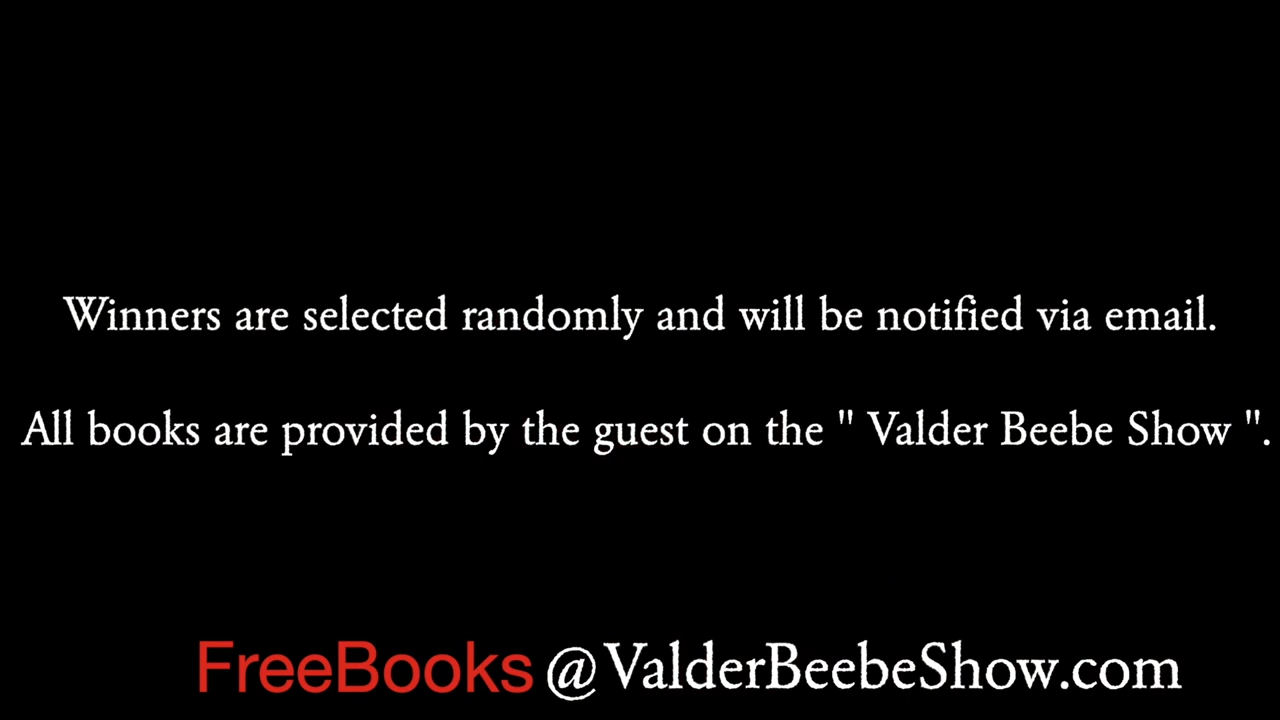 Winners are selected randomly and will be notified via email.
All books are provided by the guest on the " Valder Beebe Show ".
FreeBooks @ValderBeebeShow.com